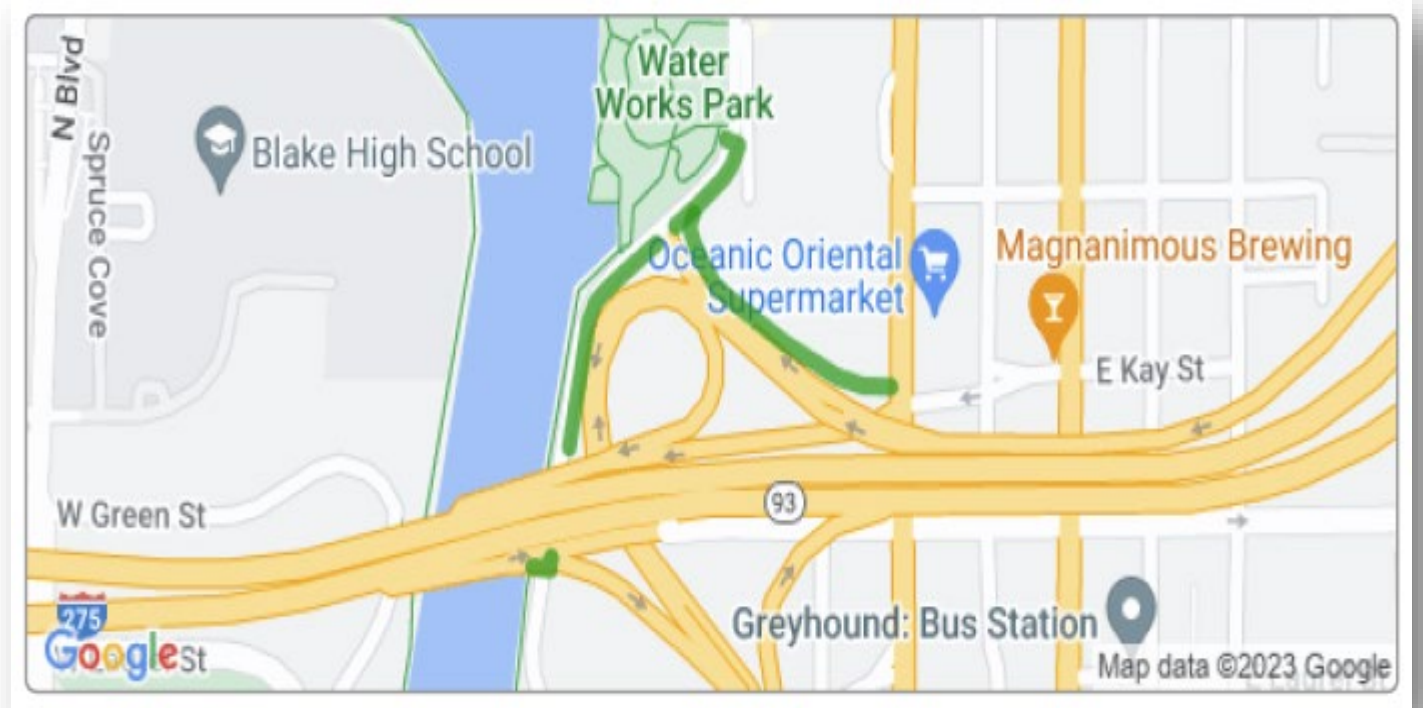 N Blvd
Spruce Cove
Blake High School
Water
Works Park
Oceanic Oriental
Supermarket
Magnanimous Brewing
E Kay St
93
W Green St
275
Google
St
Greyhound: Bus Station
Map data ©2023 Google